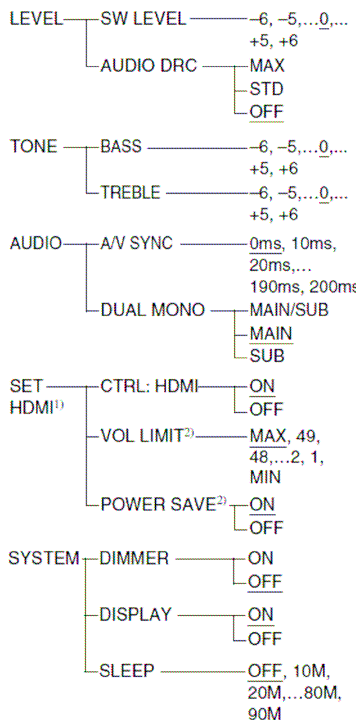 LEVEL SW LEVEL –6, –5,…0,…
+5, +6
AUDIO DRC MAX
STD
OFF
TONE BASS –6, –5,…0,…
+5, +6
TREBLE –6, –5,…0,…
+5, +6
AUDIO A/V SYNC 0ms, 10ms,
20ms,…
190ms, 200ms
DUAL MONO MAIN/SUB
MAIN
SUB
SET CTRL: HDMI ON
HDMI1) OFF
VOL LIMIT2) MAX, 49,
48,…2, 1,
MIN
POWER SAVE2) ON
OFF
SYSTEM DIMMER ON
OFF
DISPLAY ON
OFF
SLEEP OFF, 10M,
20M,…80M,
90M